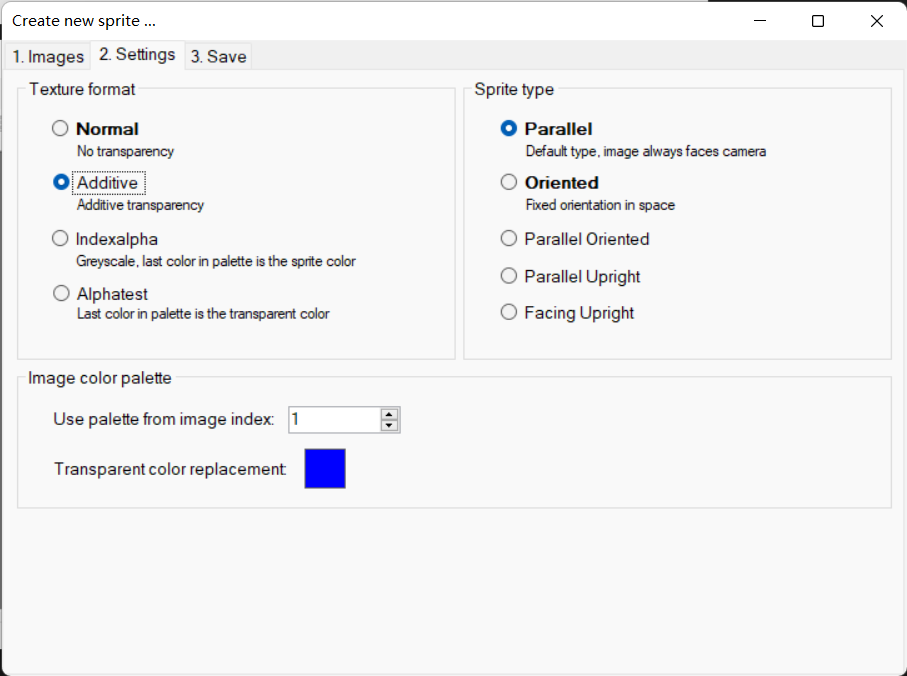 Create new sprite ...
1. Images
2. Settings
3. Save
Texture format
Normal
No transparency
Additive
Additive transparency
Indexalpha
Greyscale, last color in palette is the sprite color
Alphatest
Last color in palette is the transparent color
Sprite type
Parallel
Default type, image always faces camera
Oriented
Fixed orientation in space
Parallel Oriented
Parallel Upright
Facing Upright
Image color palette
Use palette from image index: 1
Transparent color replacement: